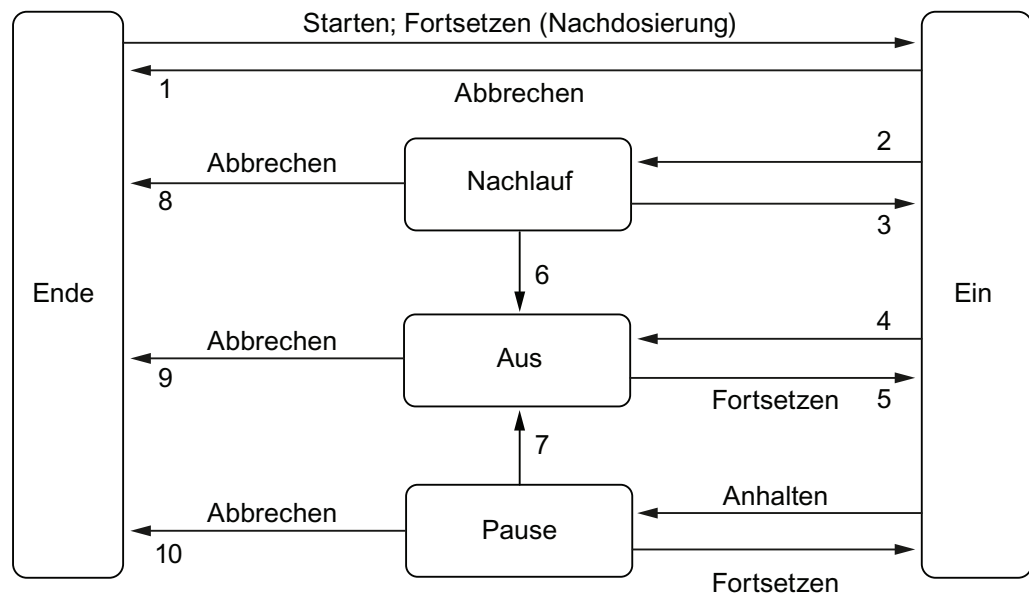 Starten; Fortsetzen (Nachdosierung)
1
Abbrechen
2
Abbrechen
Nachlauf
8
3
6
Ende
Ein
4
Abbrechen
Aus
9
Fortsetzen
5
7
Anhalten
Abbrechen
Pause
10
Fortsetzen